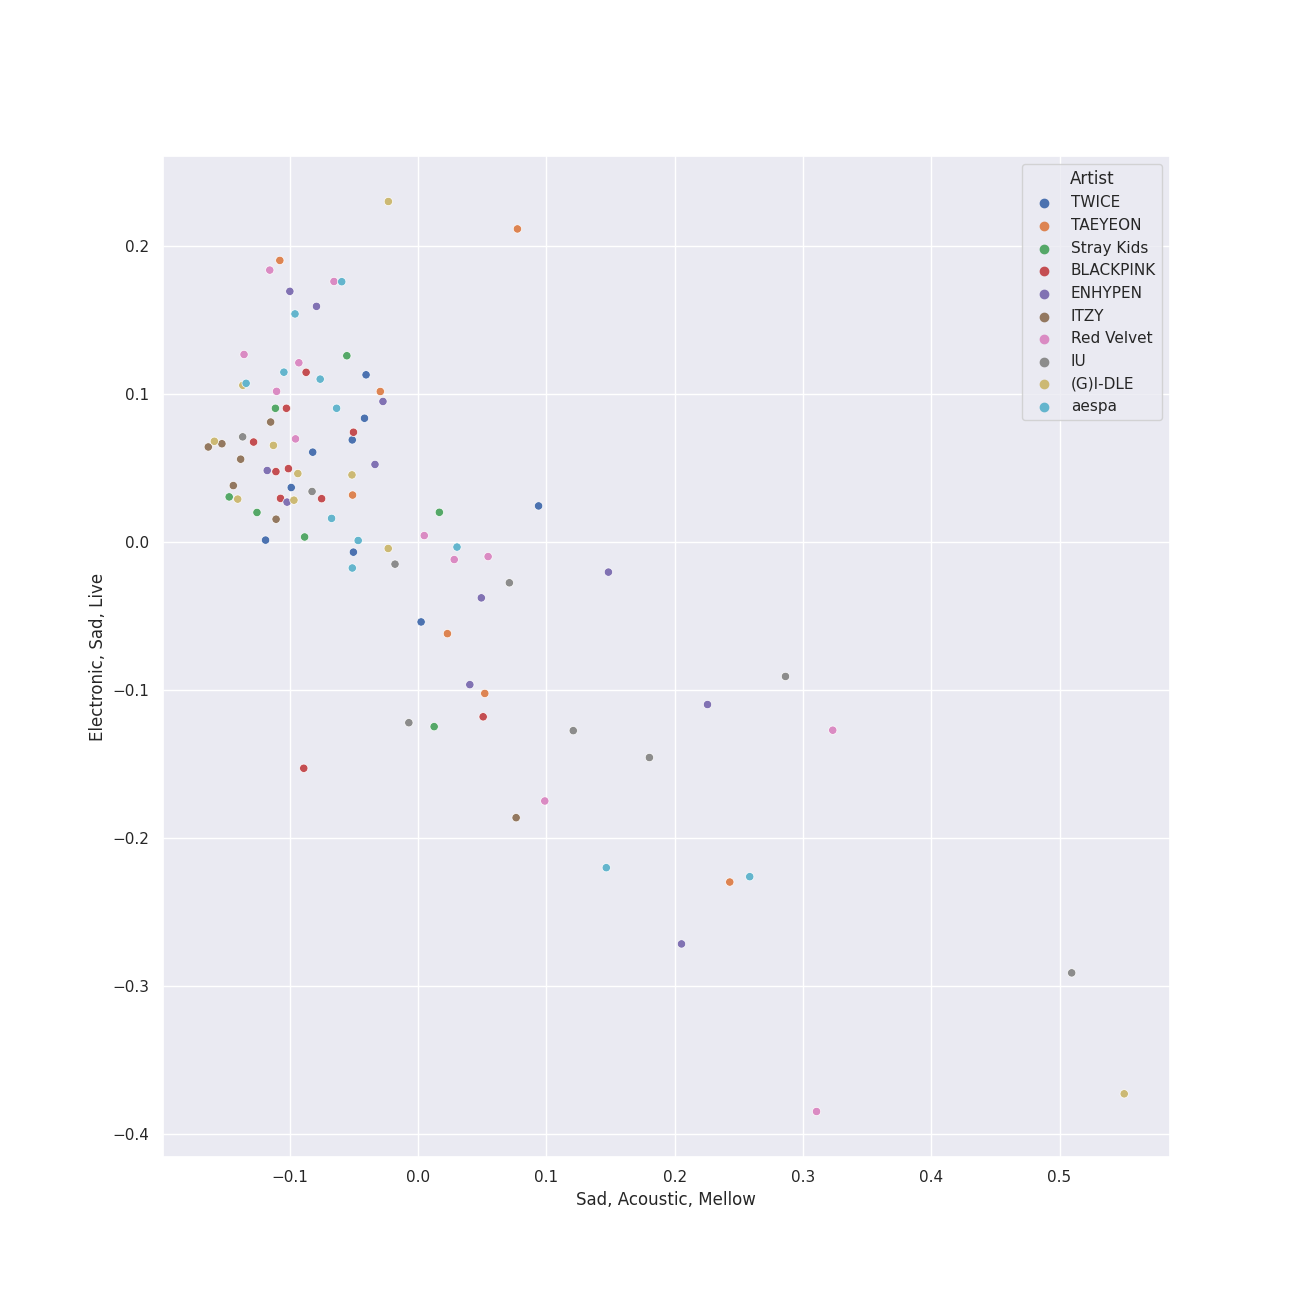 Artist
TWICE
TAEYEON
Stray Kids
BLACKPINK
ENHYPEN
ITZY
Red Velvet
IU
(G)I-DLE
aespa
0.2
0.1
0.0
−0.1
−0.2
−0.3
−0.4
Electronic, Sad, Live
−0.1 0.0 0.1 0.2 0.3 0.4 0.5
Sad, Acoustic, Mellow